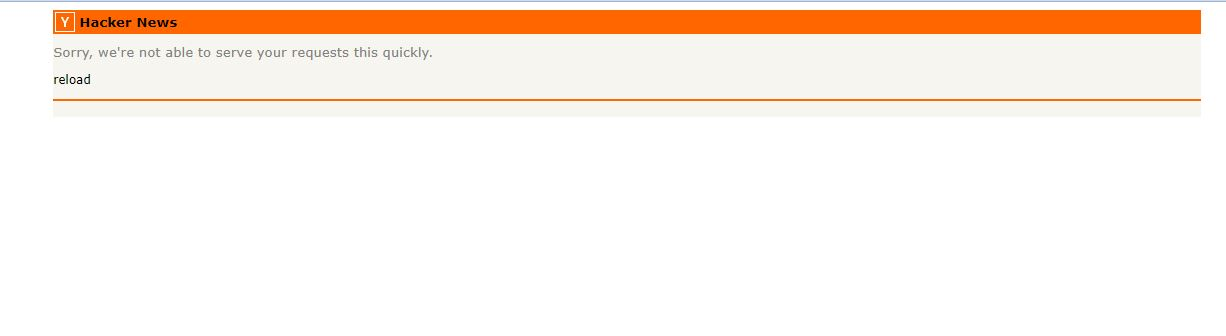 Y Hacker News
Sorry, we're not able to serve your requests this quickly.
reload